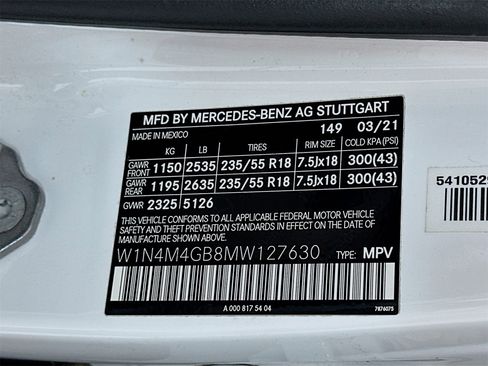 MFD BY MERCEDES-BENZ AG STUTTGART
MADE IN MEXICO 149 03/21
KG LB TIRES RIM SIZE COLD KPA(PSI)
GAWR FRONT 1150 2535 235/55 R18 7.5Jx18 300(43)
GAWR REAR 1195 2635 235/55 R18 7.5Jx18 300(43)
GVWR 2325 5126
THIS VEHICLE CONFORMS TO ALL APPLICABLE FEDERAL MOTOR
VEHICLE SAFETY STANDARDS IN EFFECT ON THE DATE OF
MANUFACTURE SHOWN ABOVE.
W1N4M4GB8MW127630 TYPE: MPV
A 000 817 54 04 7876075
5410529